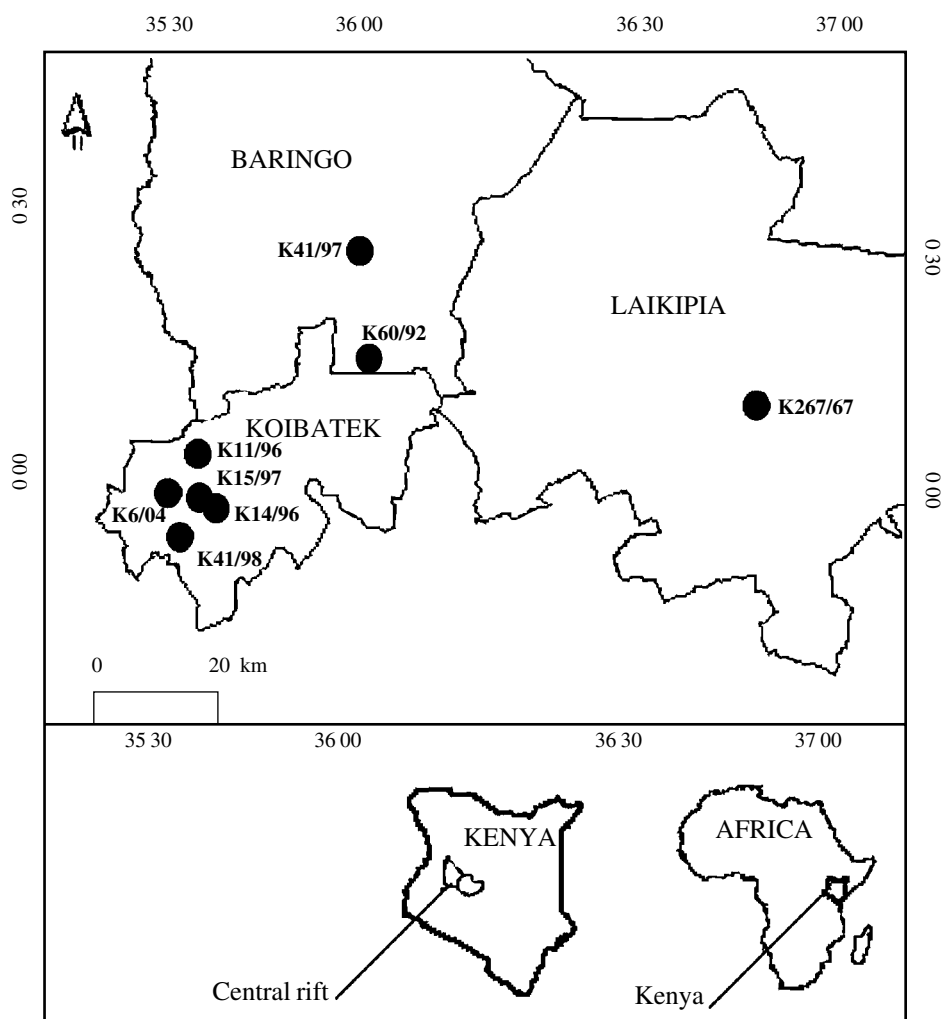 35 30 36 00 36 30 37 00
BARINGO
0 30
0 30
K41/97
LAIKIPIA
K60/92
K267/67
KOIBATEK
K11/96
0 00
K15/97
0 00
K6/04
K14/96
K41/98
0 20 km
35 30 36 00 36 30 37 00
KENYA
AFRICA
Central rift
Kenya